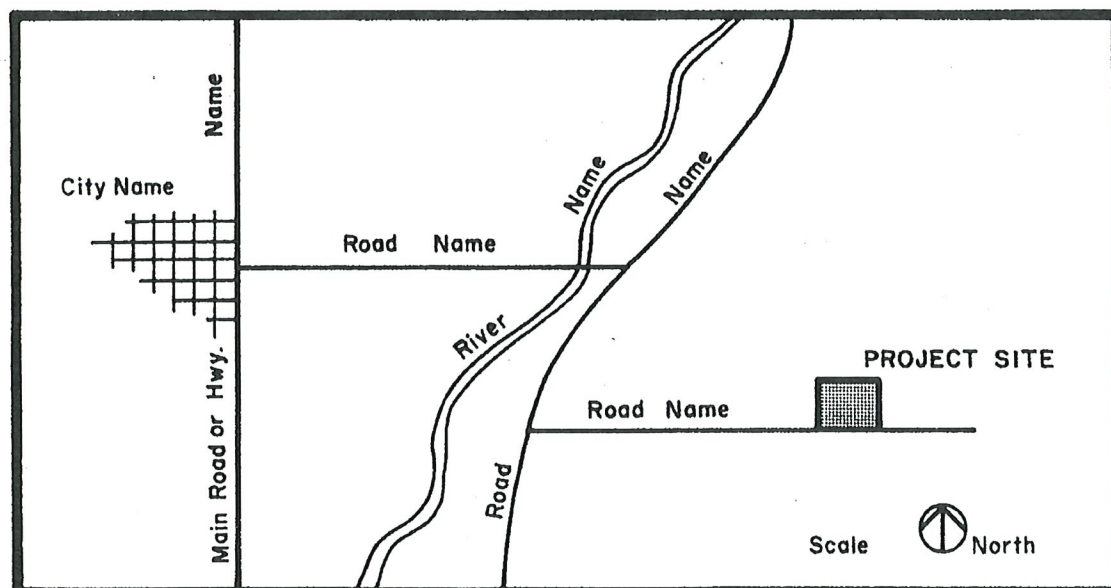 City Name
Main Road or Hwy. Name
Road Name
River Name
Road Name
PROJECT SITE
Road Name
Scale
North